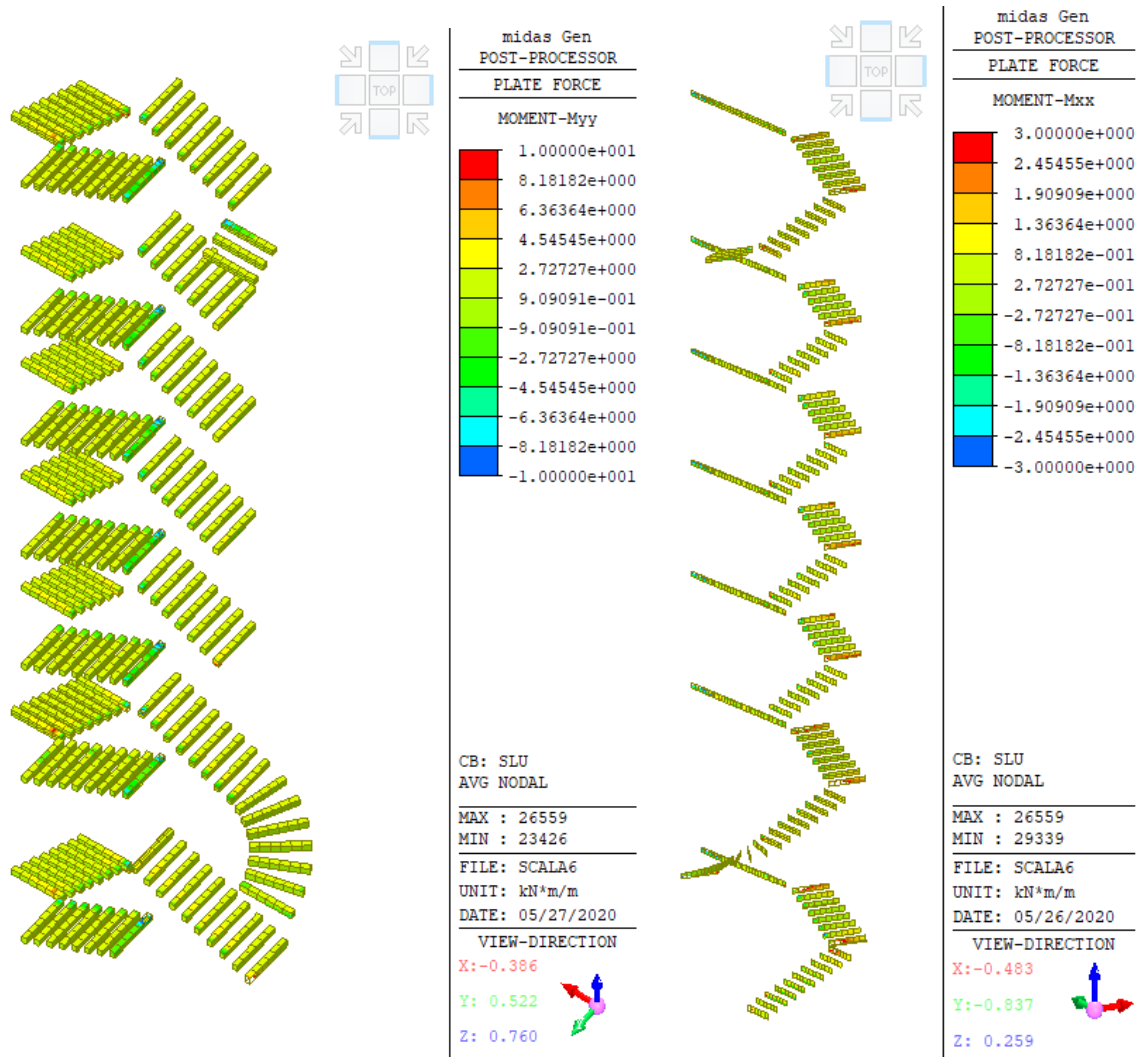 TOP
midas Gen
POST-PROCESSOR
PLATE FORCE
MOMENT-Myy
1.00000e+001
8.18182e+000
6.36364e+000
4.54545e+000
2.72727e+000
9.09091e-001
-9.09091e-001
-2.72727e+000
-4.54545e+000
-6.36364e+000
-8.18182e+000
-1.00000e+001
CB: SLU
AVG NODAL
MAX : 26559
MIN : 23426
FILE: SCALA6
UNIT: kN*m/m
DATE: 05/27/2020
VIEW-DIRECTION
X:-0.386
Y: 0.522
Z: 0.760
TOP
midas Gen
POST-PROCESSOR
PLATE FORCE
MOMENT-Mxx
3.00000e+000
2.45455e+000
1.90909e+000
1.36364e+000
8.18182e-001
2.72727e-001
-2.72727e-001
-8.18182e-001
-1.36364e+000
-1.90909e+000
-2.45455e+000
-3.00000e+000
CB: SLU
AVG NODAL
MAX : 26559
MIN : 29339
FILE: SCALA6
UNIT: kN*m/m
DATE: 05/26/2020
VIEW-DIRECTION
X:-0.483
Y:-0.837
Z: 0.259